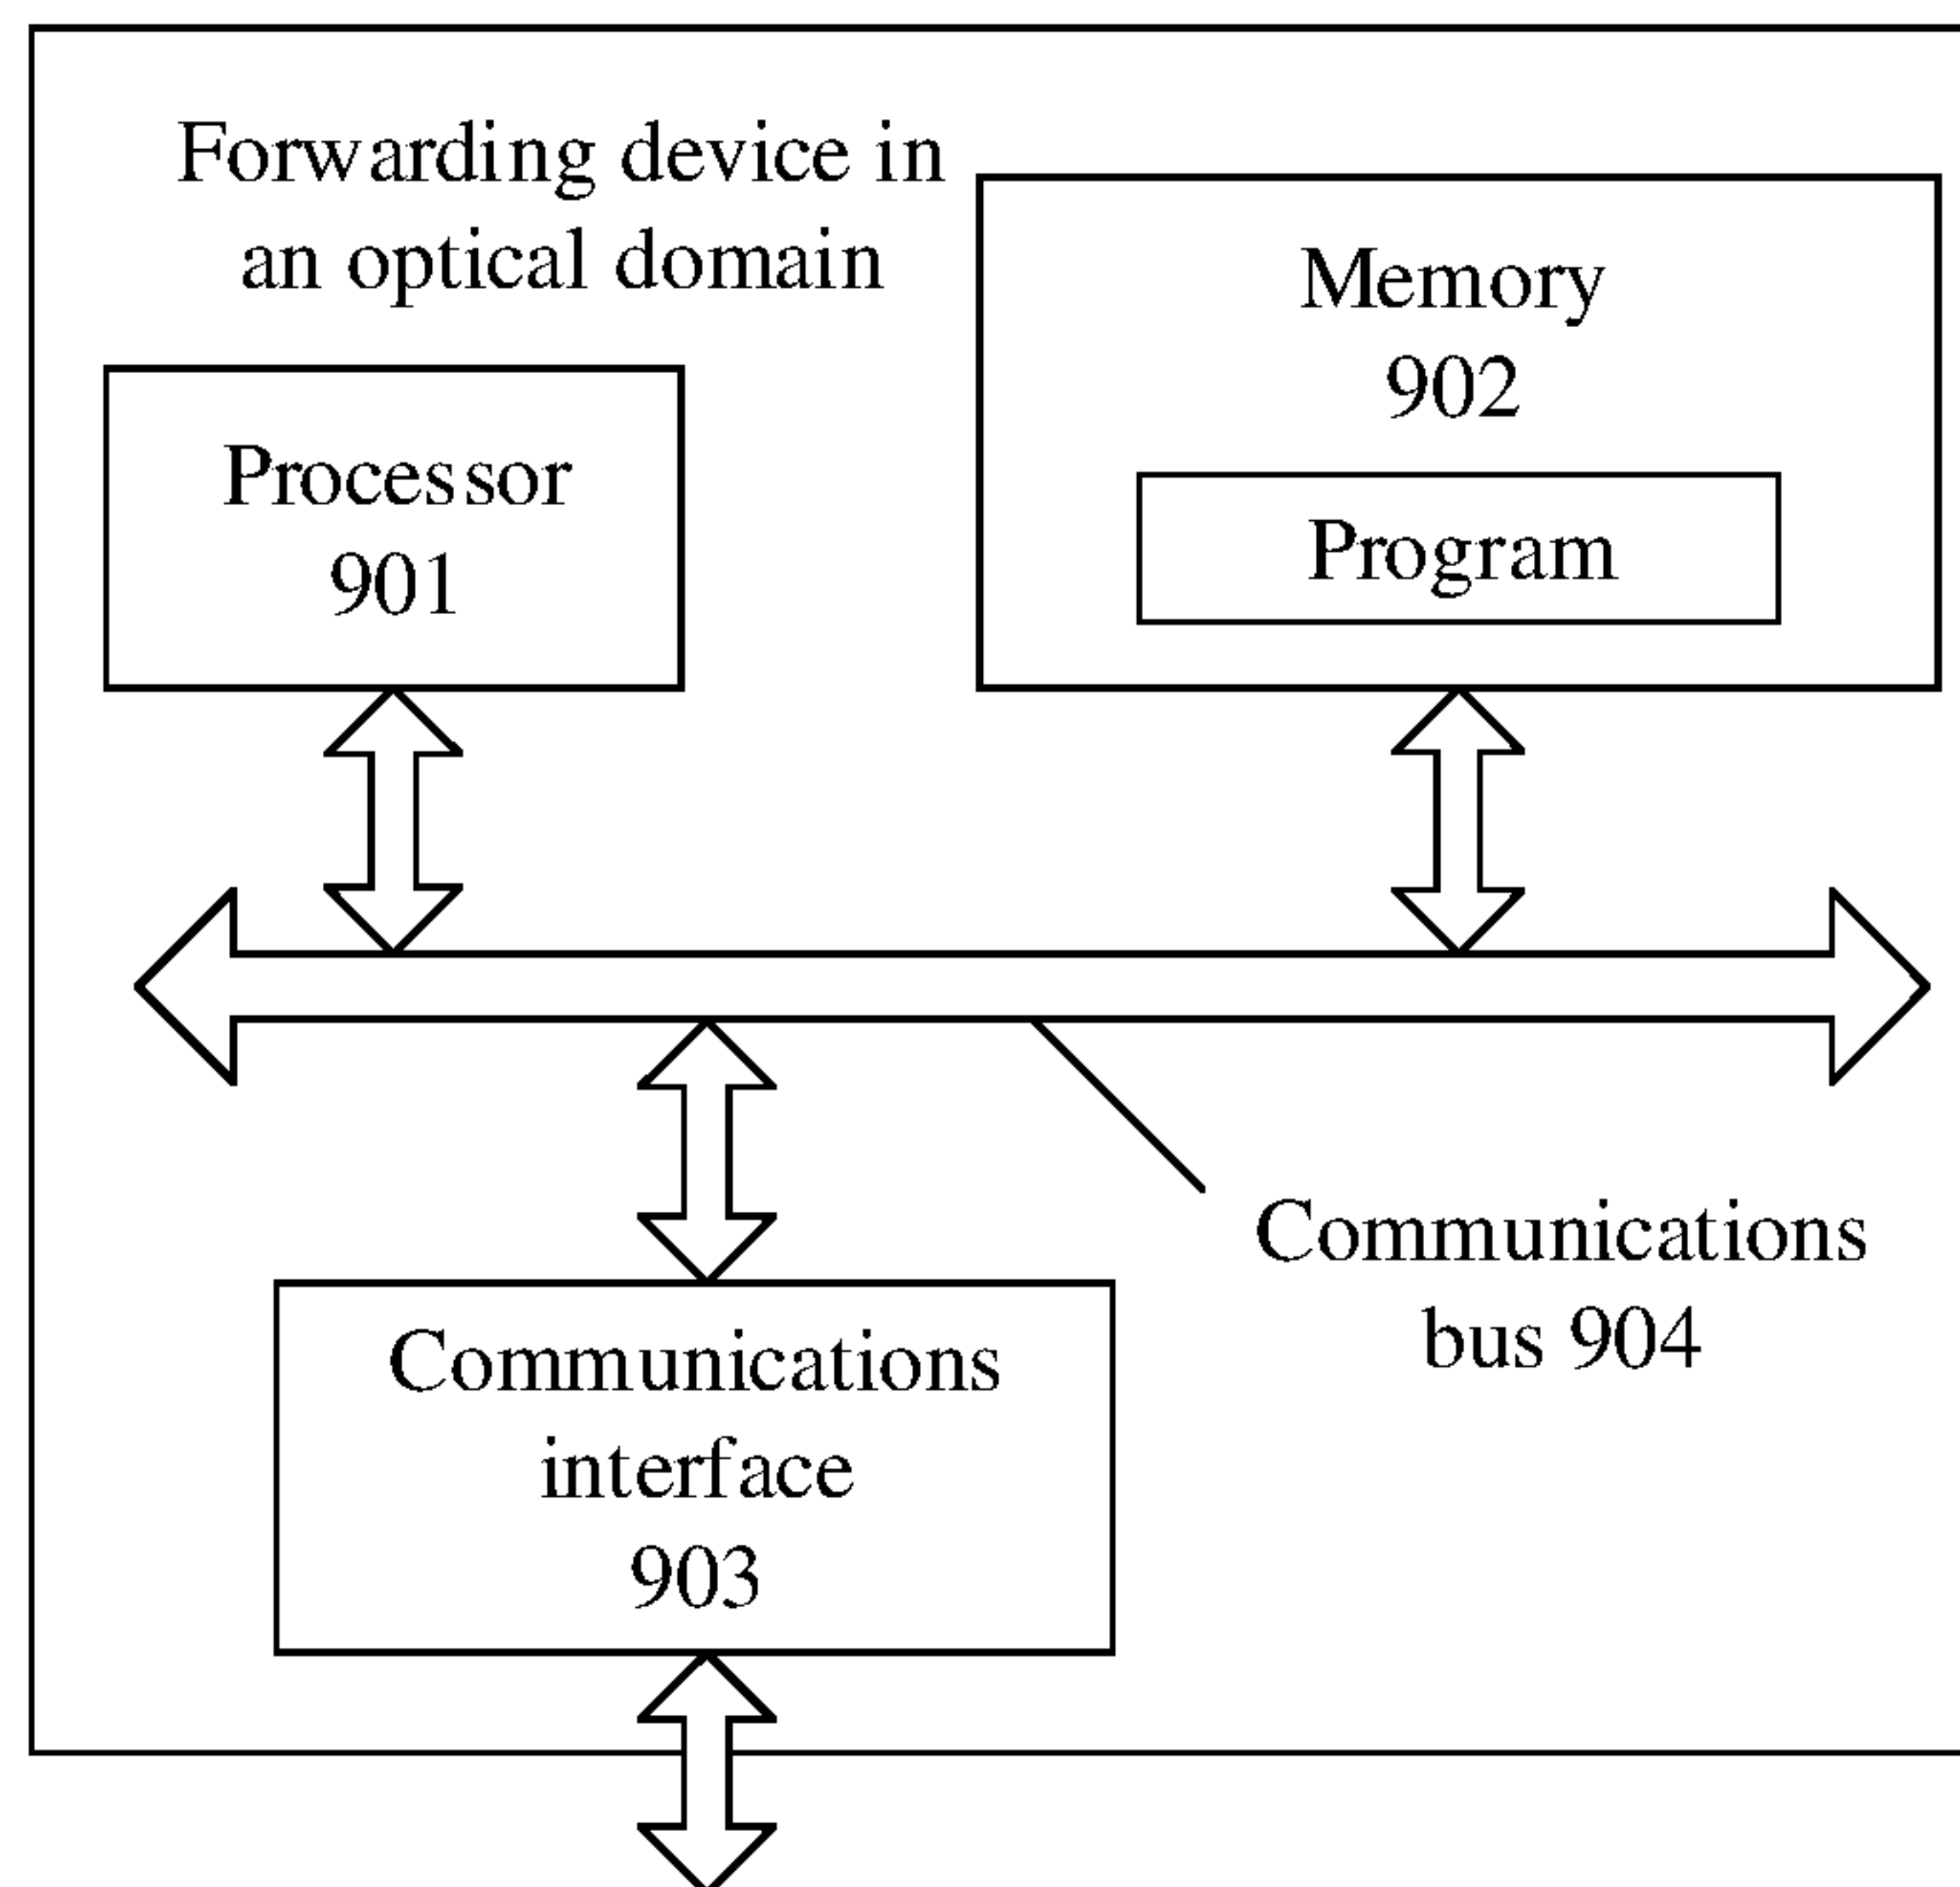 Forwarding device in
an optical domain
Processor
901
Memory
902
Program
Communications
bus 904
Communications
interface
903